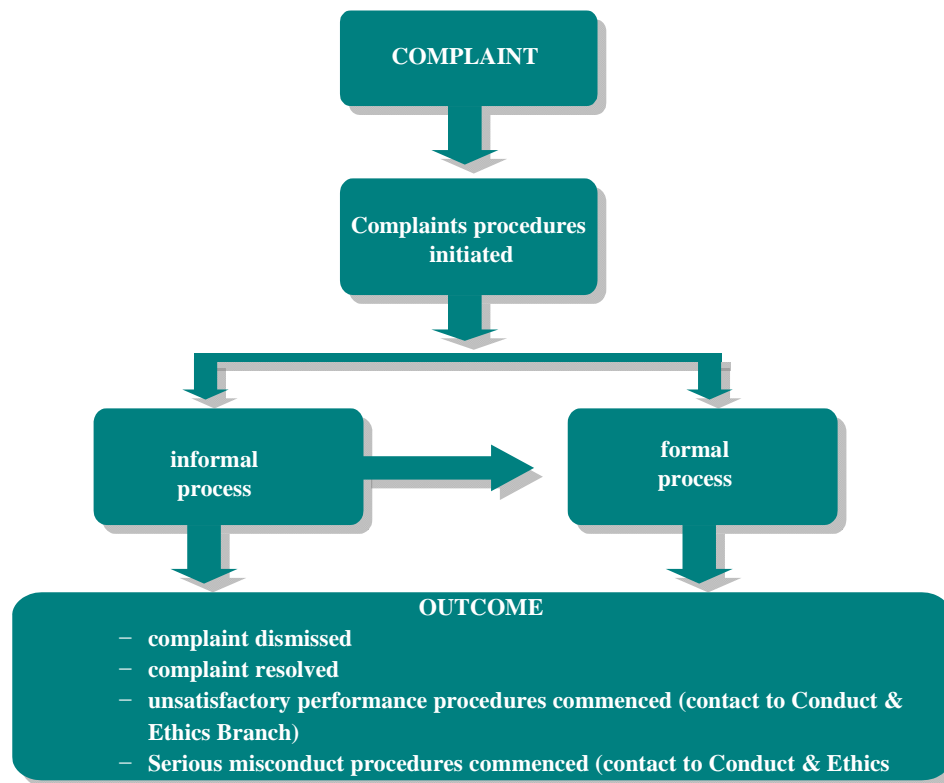 COMPLAINT
Complaints procedures
initiated
informal
process
formal
process
OUTCOME
– complaint dismissed
– complaint resolved
– unsatisfactory performance procedures commenced (contact to Conduct &
Ethics Branch)
– Serious misconduct procedures commenced (contact to Conduct & Ethics